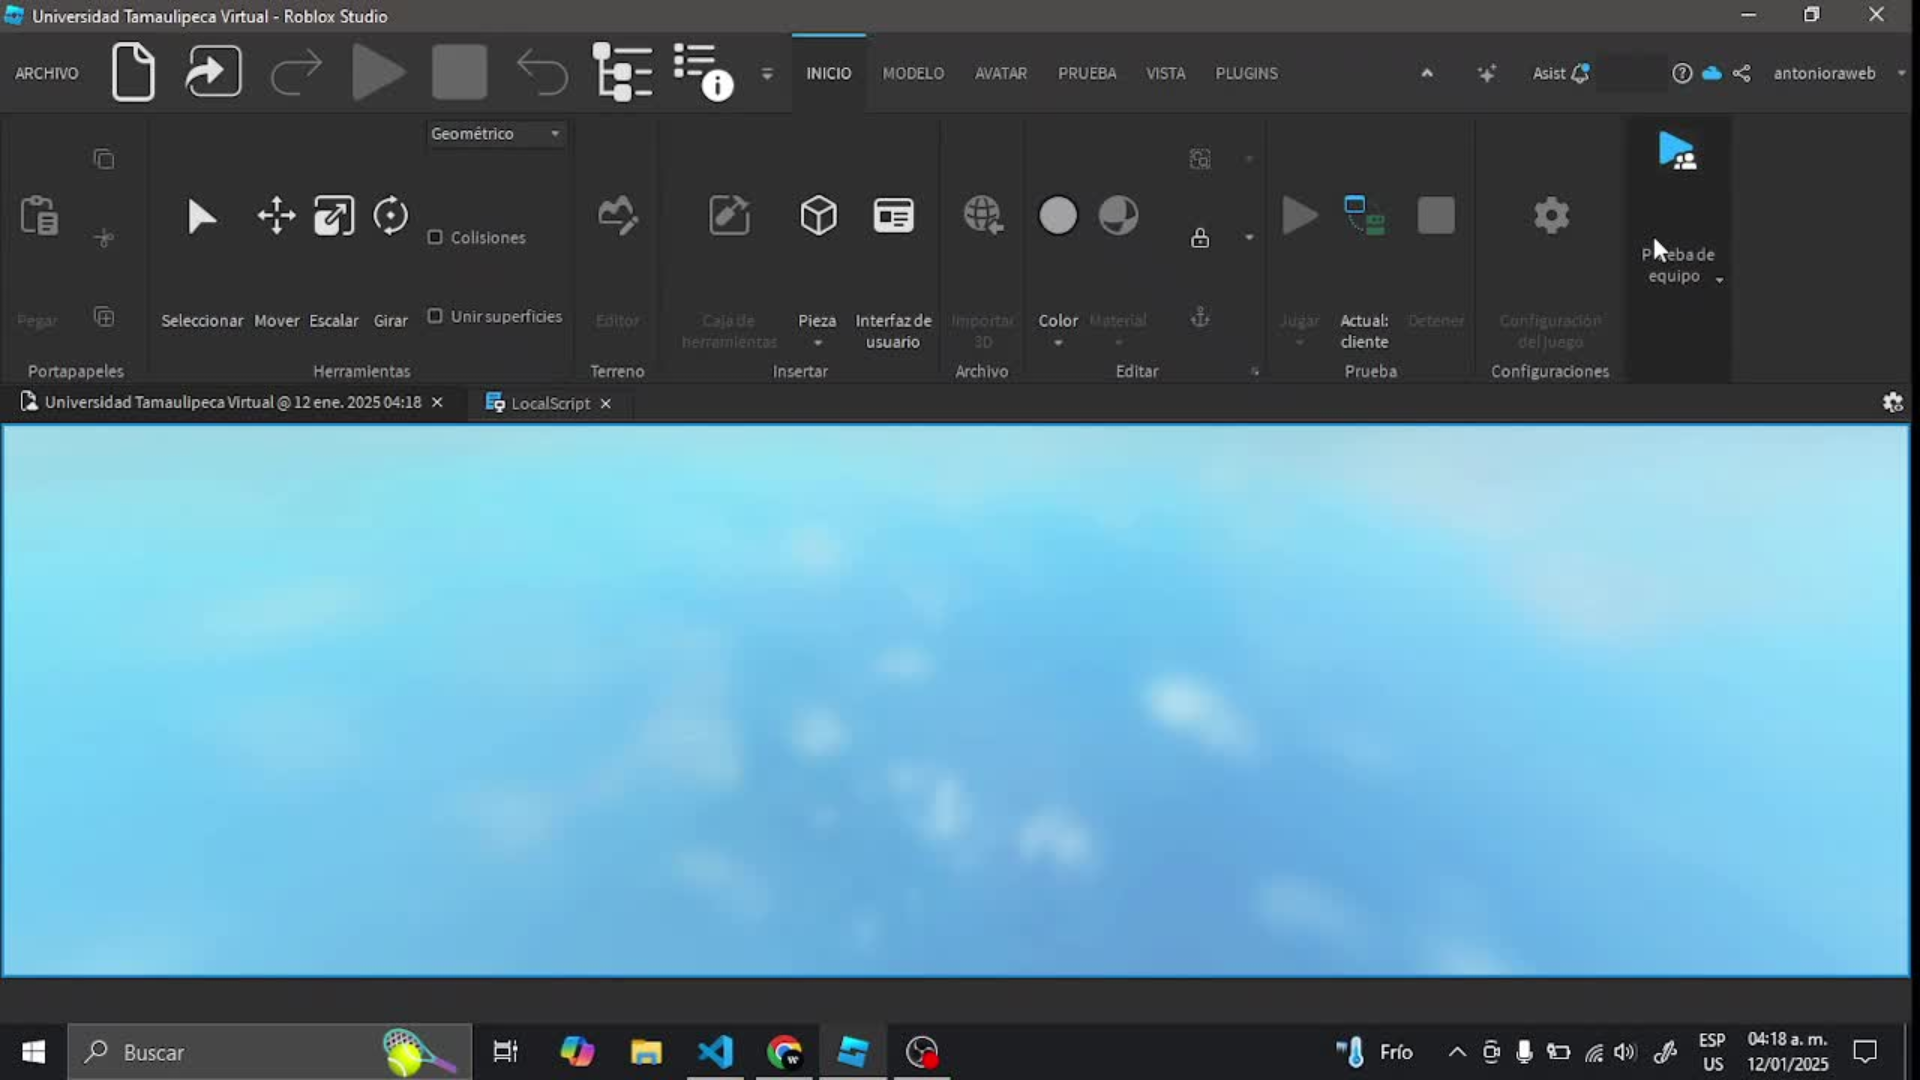 Universidad Tamaulipeca Virtual - Roblox Studio
ARCHIVO
INICIO
MODELO
AVATAR
PRUEBA
VISTA
PLUGINS
Asist
antonioraweb
Geométrico
Colisiones
Unir superficies
Pegar
Seleccionar
Mover
Escalar
Girar
Editor
Caja de
herramientas
Pieza
Interfaz de
usuario
Importar
3D
Color
Material
Jugar
Actual:
cliente
Detener
Configuración
del juego
Prueba de
equipo
Portapapeles
Herramientas
Terreno
Insertar
Archivo
Editar
Prueba
Configuraciones
Universidad Tamaulipeca Virtual @ 12 ene. 2025 04:18
LocalScript
Buscar
Frío
ESP
US
04:18 a. m.
12/01/2025